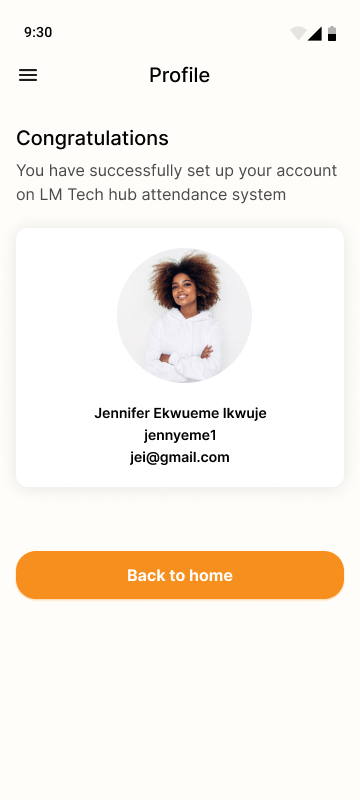 9:30
Profile
Congratulations
You have successfully set up your account
on LM Tech hub attendance system
Jennifer Ekwueme Ikwuje
jennyeme1
jei@gmail.com
Back to home